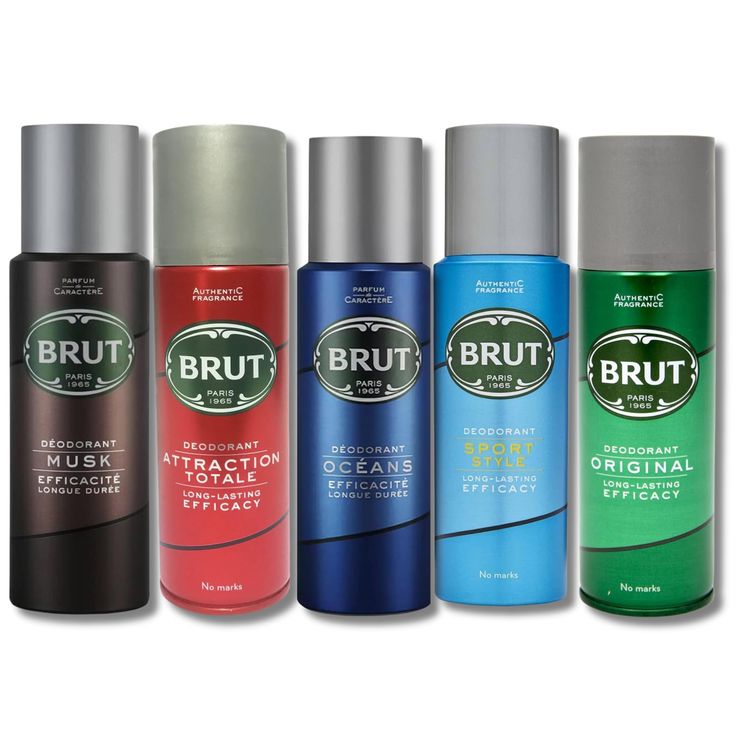 PARFUM
de
CARACTÈRE
BRUT
PARIS
1965
DÉODORANT
MUSK
EFFICACITÉ
LONGUE DURÉE
AUTHENTIC
FRAGRANCE
BRUT
PARIS
1965
DEODORANT
ATTRACTION
TOTALE
LONG-LASTING
EFFICACY
No marks
PARFUM
de
CARACTÈRE
BRUT
PARIS
1965
DÉODORANT
OCÉANS
EFFICACITÉ
LONGUE DURÉE
AUTHENTIC
FRAGRANCE
BRUT
PARIS
1965
DEODORANT
SPORT
STYLE
LONG-LASTING
EFFICACY
No marks
AUTHENTIC
FRAGRANCE
BRUT
PARIS
1965
DEODORANT
ORIGINAL
LONG-LASTING
EFFICACY
No marks